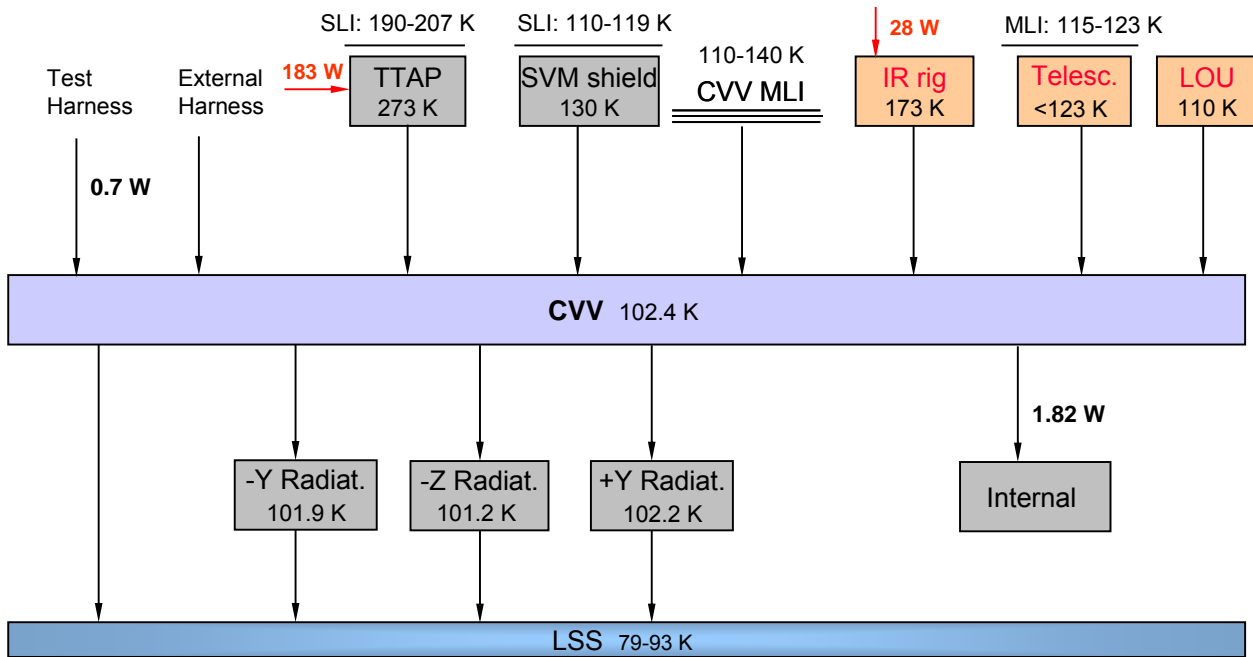 SLI: 190-207 K
SLI: 110-119 K
28 W
MLI: 115-123 K
Test
Harness
External
Harness
183 W
TTAP
273 K
SVM shield
130 K
110-140 K
CVV MLI
IR rig
173 K
Telesc.
<123 K
LOU
110 K
0.7 W
CVV 102.4 K
1.82 W
-Y Radiat.
101.9 K
-Z Radiat.
101.2 K
+Y Radiat.
102.2 K
Internal
LSS 79-93 K